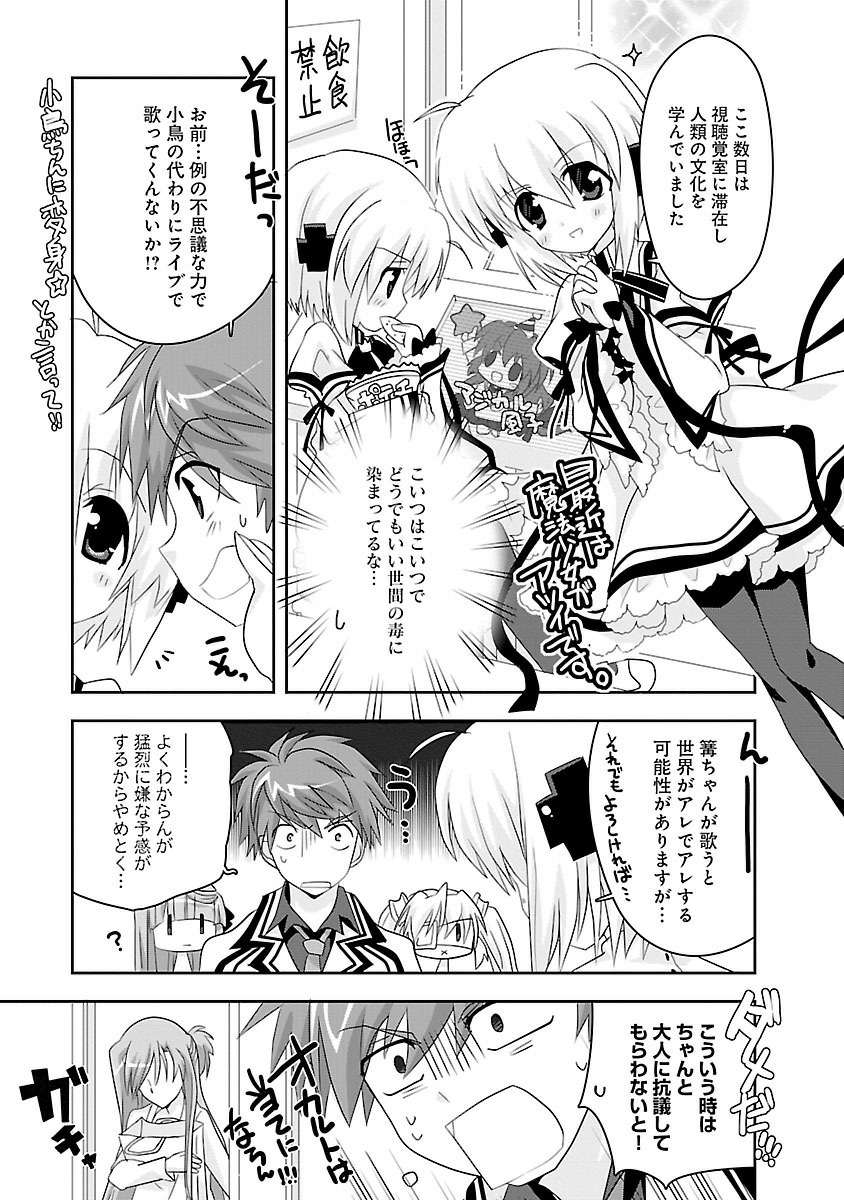 ここ数日は
視聴覚室に滞在し
人類の文化を
学んでいました
飲食
禁止
ほほっ
ポテチ
マジカル
風子
最近は
魔法少女が
アツイです。
こいつはこいつで
どうでもいい世間の毒に
染まってるな…
そーだっ
お前…例の不思議な力で
小鳥の代わりにライブで
歌ってくんないか!?
小鳥ちんに変身☆
とか言って!!
篝ちゃんが歌うと
世界がアレでアレする
可能性がありますが…
それでもよろしければ…
う…
――…
よくわからんが
猛烈に嫌な予感が
するからやめとく…
?
ダメだ…!!
こういう時は
ちゃんと
大人に抗議して
もらわないと!
オカルトは
当てに
ならん!!!
ガチャ